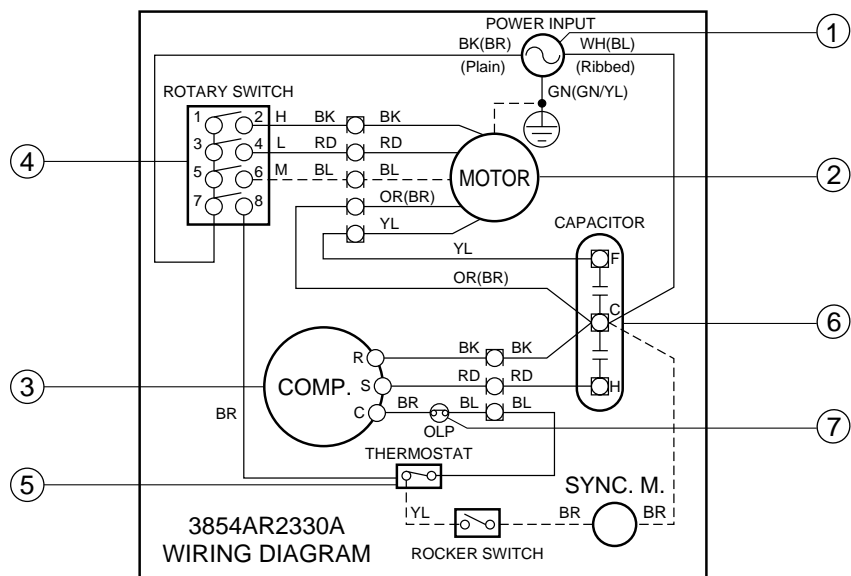 POWER INPUT
BK(BR) WH(BL)
(Plain) (Ribbed)
GN(GN/YL)
1
ROTARY SWITCH
1 2 H BK BK
3 4 L RD RD
5 6 M BL BL
7 8 OR(BR)
YL
MOTOR
4
2
CAPACITOR
YL F
OR(BR)
C
6
R BK BK
COMP. S RD RD H
3
C BR BL BL
BR
OLP
7
THERMOSTAT
5
SYNC. M.
YL BR BR
ROCKER SWITCH
3854AR2330A
WIRING DIAGRAM